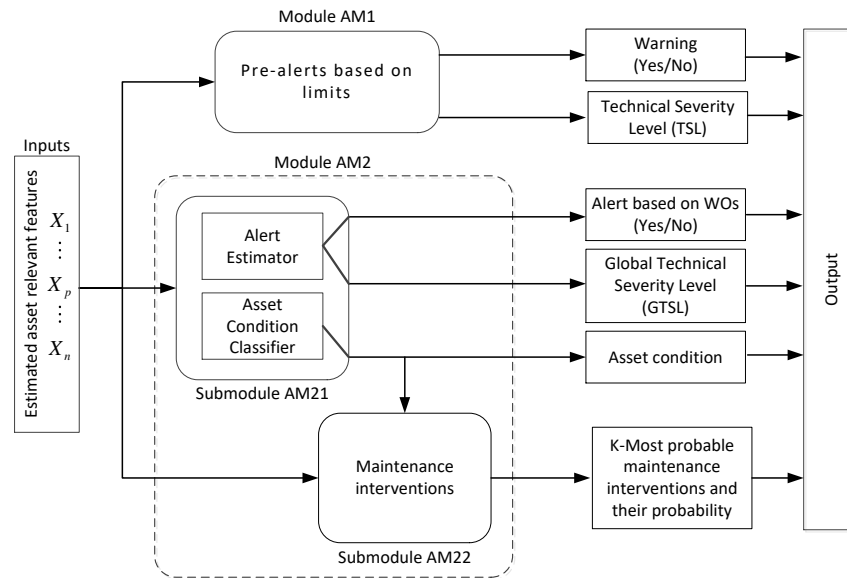 Module AM1
Pre-alerts based on
limits
Warning
(Yes/No)
Technical Severity
Level (TSL)
Inputs
Estimated asset relevant features
X1
⋮
Xp
⋮
Xn
Module AM2
Alert
Estimator
Asset
Condition
Classifier
Submodule AM21
Alert based on WOs
(Yes/No)
Global Technical
Severity Level
(GTSL)
Asset condition
Maintenance
interventions
Submodule AM22
K-Most probable
maintenance
interventions and
their probability
Output